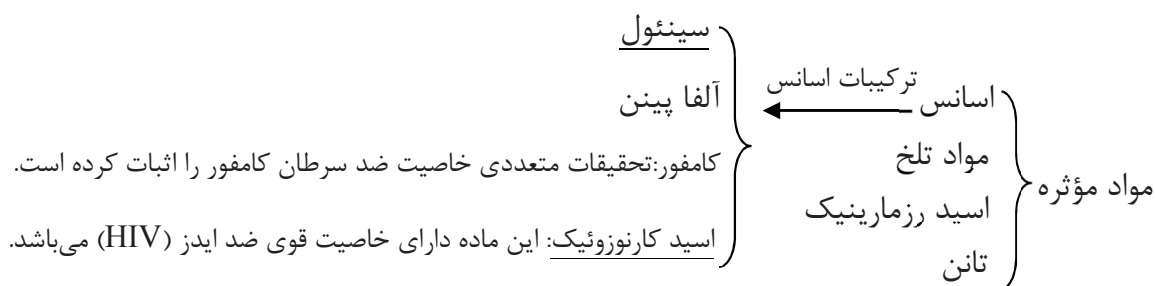 مواد مؤثره
اسانس
مواد تلخ
اسید رزمارینیک
تانن
ترکیبات اسانس
سینئول
آلفا پینن
کامفور:تحقیقات متعددی خاصیت ضد سرطان کامفور را اثبات کرده است.
اسید کارنوزوئیک: این ماده دارای خاصیت قوی ضد ایدز (HIV) می‌باشد.